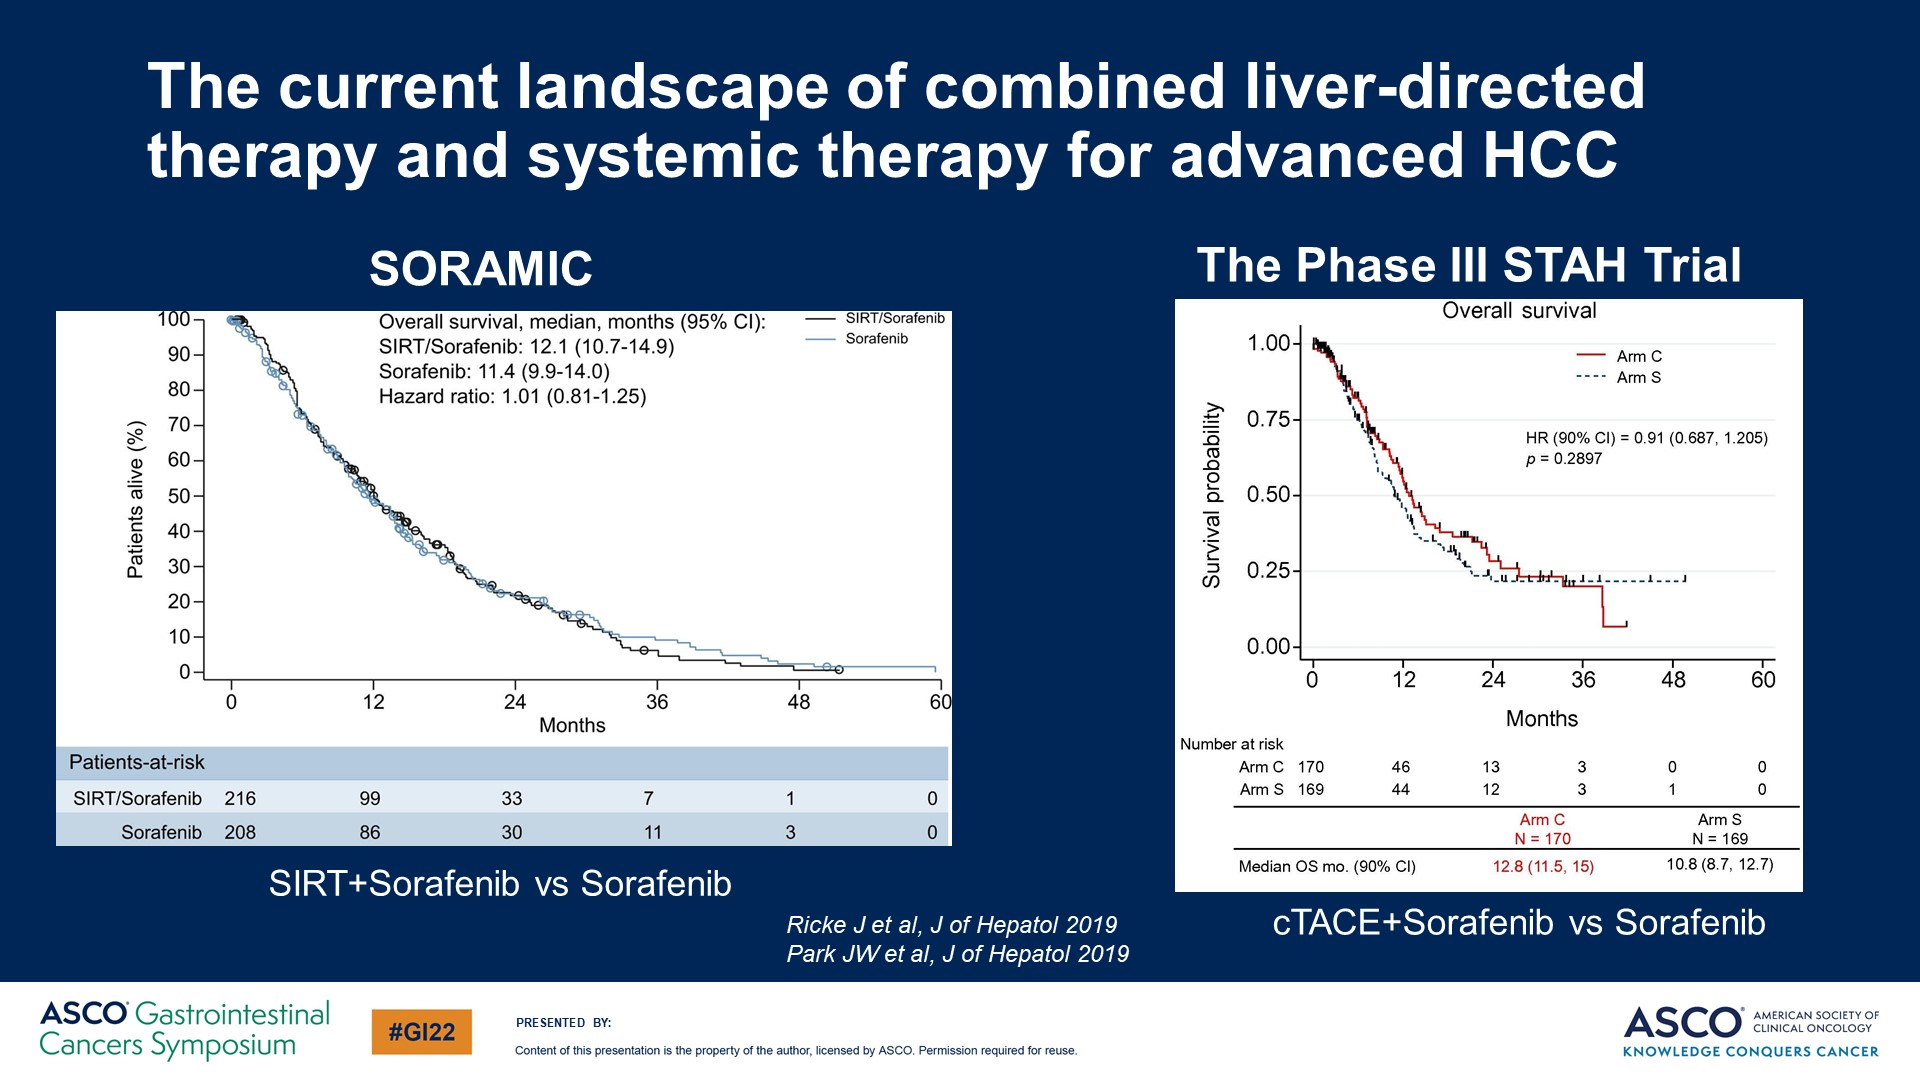 The current landscape of combined liver-directed
therapy and systemic therapy for advanced HCC
SORAMIC
Overall survival, median, months (95% CI):
SIRT/Sorafenib: 12.1 (10.7-14.9)
Sorafenib: 11.4 (9.9-14.0)
Hazard ratio: 1.01 (0.81-1.25)
SIRT/Sorafenib
Sorafenib
Patients alive (%)
100
90
80
70
60
50
40
30
20
10
0
0 12 24 36 48 60
Months
Patients-at-risk
SIRT/Sorafenib 216 99 33 7 1 0
Sorafenib 208 86 30 11 3 0
SIRT+Sorafenib vs Sorafenib
The Phase III STAH Trial
Overall survival
Arm C
Arm S
HR (90% CI) = 0.91 (0.687, 1.205)
p = 0.2897
Survival probability
1.00
0.75
0.50
0.25
0.00
0 12 24 36 48 60
Months
Number at risk
Arm C 170 46 13 3 0 0
Arm S 169 44 12 3 1 0
Arm C Arm S
N = 170 N = 169
Median OS mo. (90% CI) 12.8 (11.5, 15) 10.8 (8.7, 12.7)
cTACE+Sorafenib vs Sorafenib
Ricke J et al, J of Hepatol 2019
Park JW et al, J of Hepatol 2019
ASCO Gastrointestinal
Cancers Symposium
#GI22
PRESENTED BY:
Content of this presentation is the property of the author, licensed by ASCO. Permission required for reuse.
ASCO AMERICAN SOCIETY OF
CLINICAL ONCOLOGY
KNOWLEDGE CONQUERS CANCER